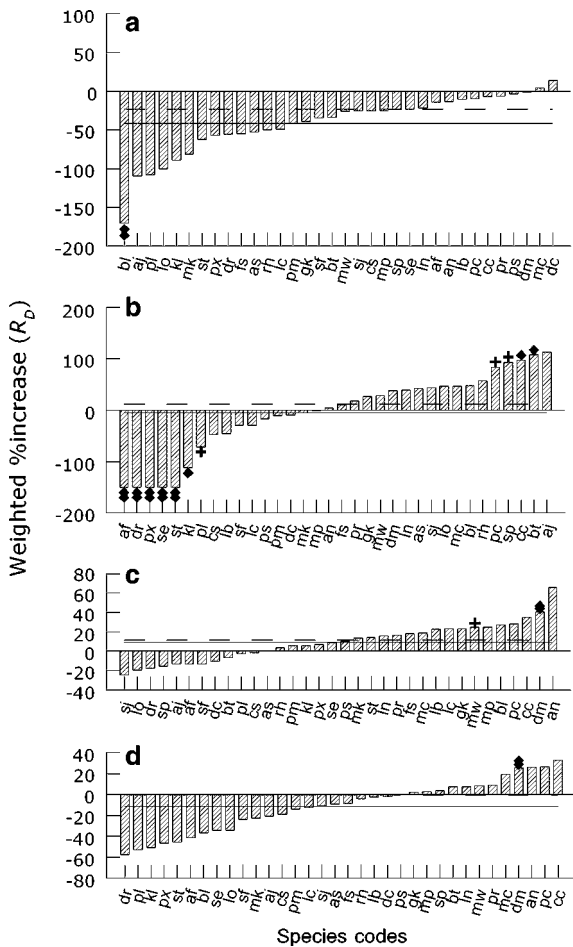 a
100
50
0
-50
-100
-150
-200
bl aj pl lo kl mk st px dr fs as rh lc pm gk sf bt mw sj cs mp sp se ln af an lb pc cc pr ps dm mc dc
b
200
100
0
-100
-200
af dr px se st kl pl cs lb sf lc ps pm dc mk mp an fs pr gk mw dm ln as sj lo mc bl rh pc sp cc bt aj
Weighted %increase (R_D)
c
80
60
40
20
0
-20
-40
sj lo dr sp aj af sf dc bt pl cs as rh pm kl px se ps mk st ln pr fs mc lb lc gk mw mp bl pc cc dm an
d
40
20
0
-20
-40
-60
-80
dr pl kl px st af bl se lo sf mk aj cs pm lc sj as fs rh lb dc ps gk mp sp bt ln mw pr mc dm an pc cc
Species codes